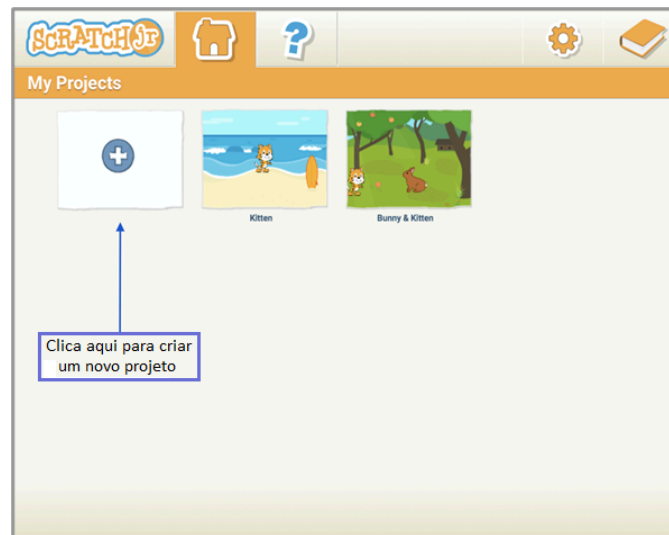 SCRATCH Jr
?
My Projects
Kitten
Bunny & Kitten
Clica aqui para criar
um novo projeto